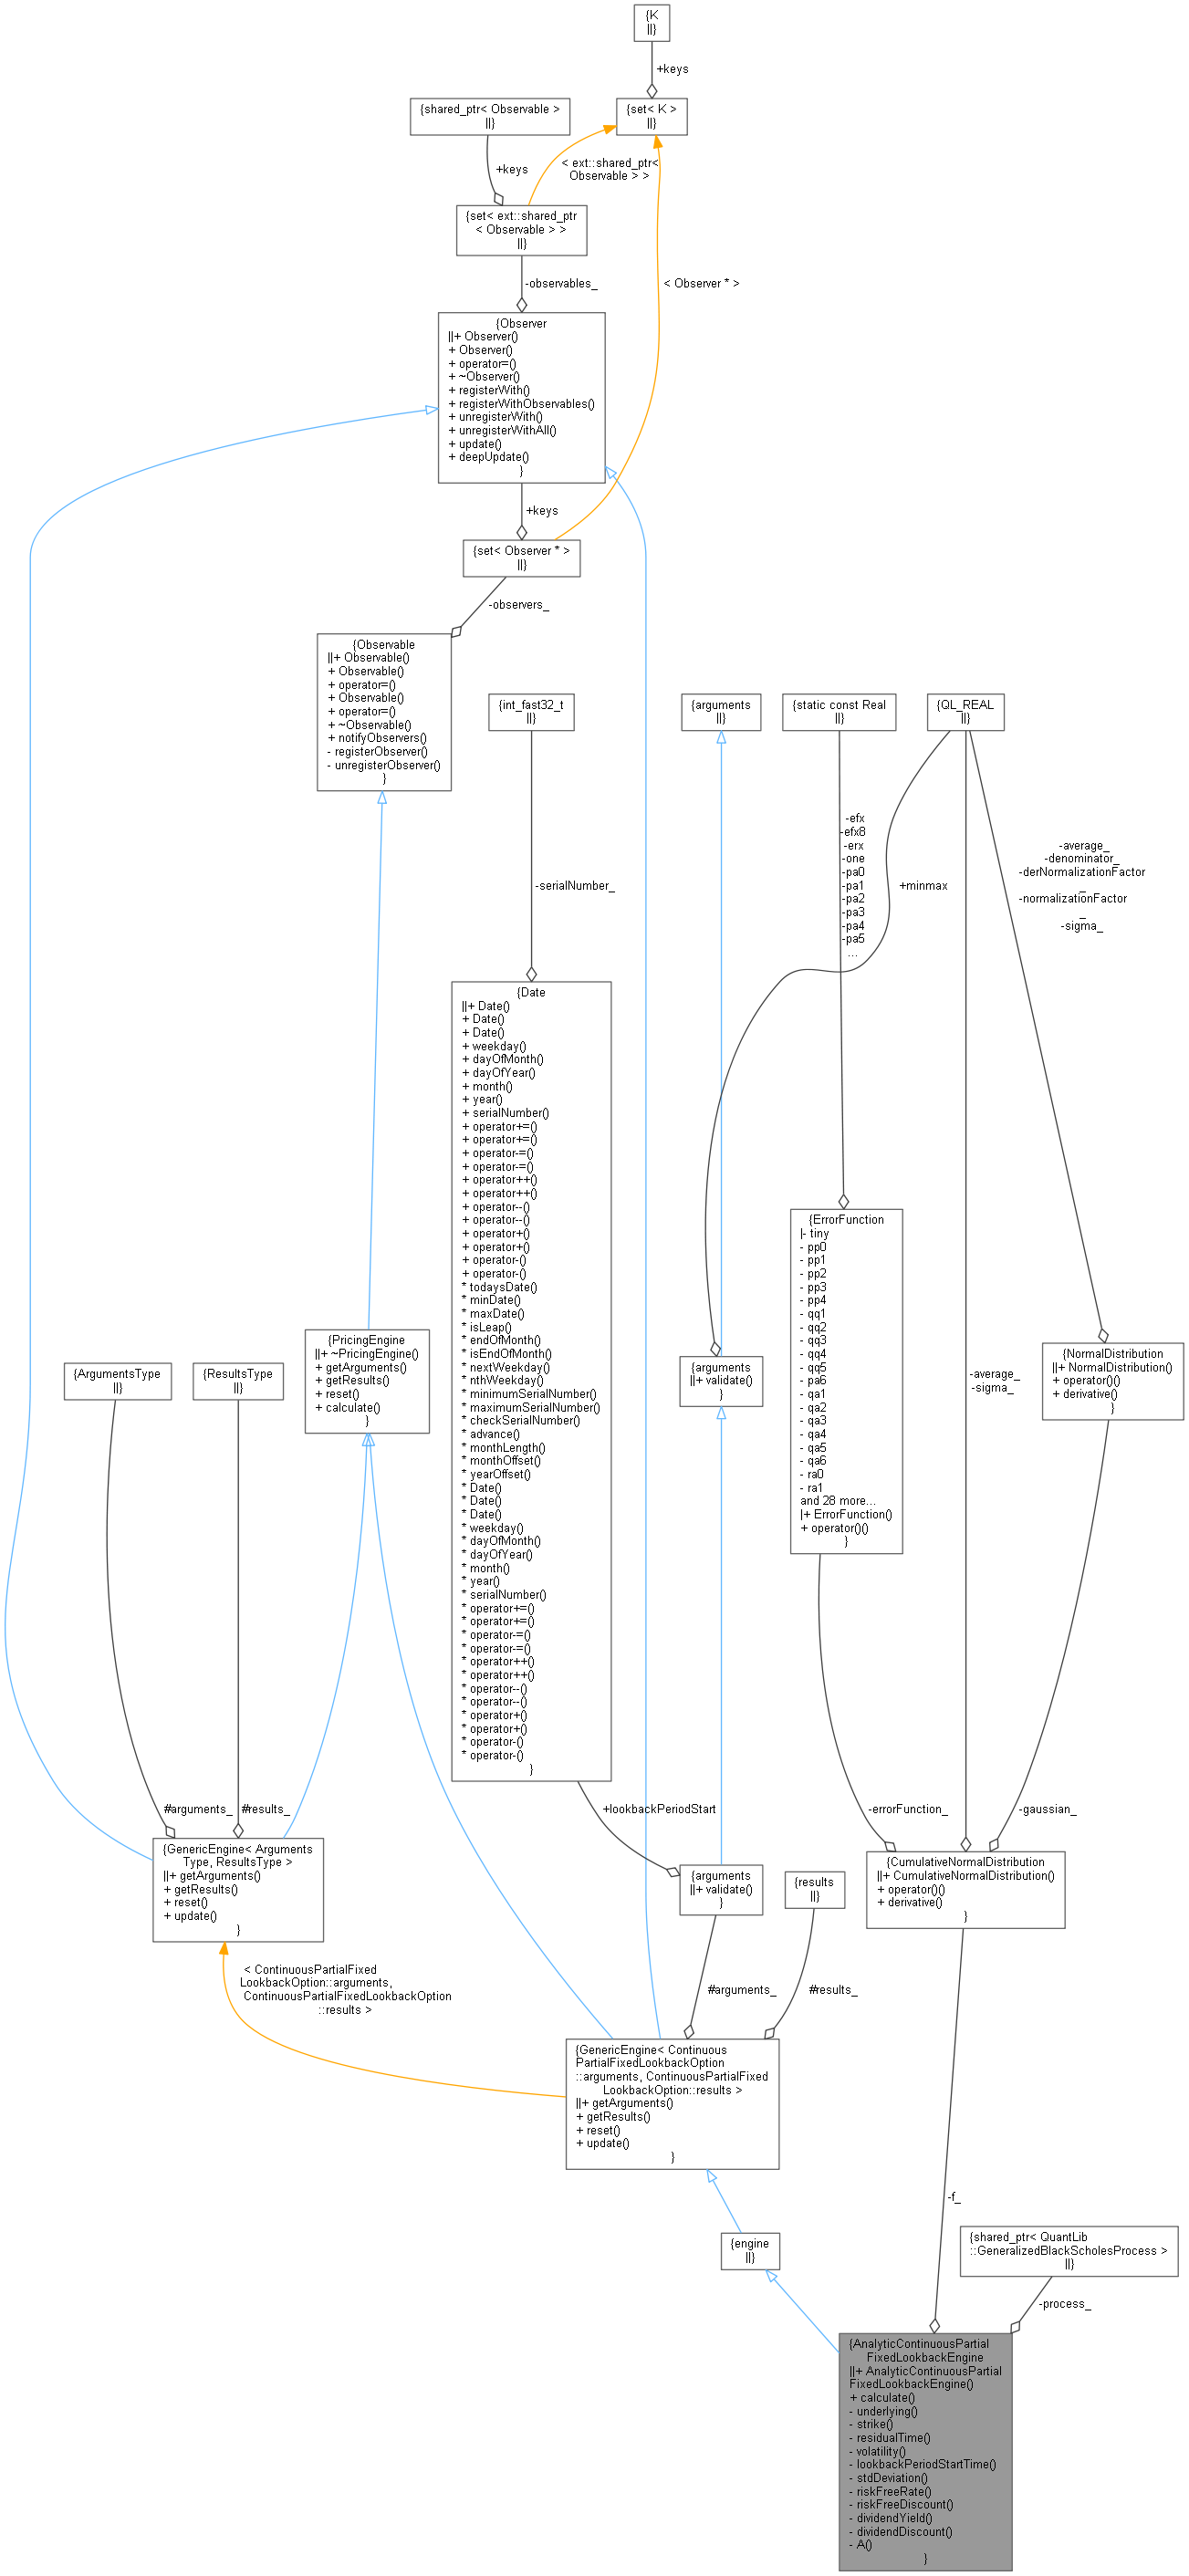 {K
||}
+keys
{shared_ptr< Observable >
||}
{set< K >
||}
+keys
< ext::shared_ptr<
Observable > >
{set< ext::shared_ptr
< Observable > >
||}
-observables_
< Observer * >
{Observer
||+ Observer()
+ Observer()
+ operator=()
+ ~Observer()
+ registerWith()
+ registerWithObservables()
+ unregisterWith()
+ unregisterWithAll()
+ update()
+ deepUpdate()
}
+keys
{set< Observer * >
||}
-observers_
{Observable
||+ Observable()
+ Observable()
+ operator=()
+ Observable()
+ operator=()
+ ~Observable()
+ notifyObservers()
- registerObserver()
- unregisterObserver()
}
{int_fast32_t
||}
{arguments
||}
{static const Real
||}
{QL_REAL
||}
-serialNumber_
-efx
-efx8
-erx
-one
-pa0
-pa1
-pa2
-pa3
-pa4
-pa5
...
+minmax
-average_
-denominator_
-derNormalizationFactor
_
-normalizationFactor
_
-sigma_
{Date
||+ Date()
+ Date()
+ Date()
+ weekday()
+ dayOfMonth()
+ dayOfYear()
+ month()
+ year()
+ serialNumber()
+ operator+=()
+ operator+=()
+ operator-=()
+ operator-=()
+ operator++()
+ operator++()
+ operator--()
+ operator--()
+ operator+()
+ operator+()
+ operator-()
+ operator-()
* todaysDate()
* minDate()
* maxDate()
* isLeap()
* endOfMonth()
* isEndOfMonth()
* nextWeekday()
* nthWeekday()
* minimumSerialNumber()
* maximumSerialNumber()
* checkSerialNumber()
* advance()
* monthLength()
* monthOffset()
* yearOffset()
* Date()
* Date()
* Date()
* weekday()
* dayOfMonth()
* dayOfYear()
* month()
* year()
* serialNumber()
* operator+=()
* operator+=()
* operator-=()
* operator-=()
* operator++()
* operator++()
* operator--()
* operator--()
* operator+()
* operator+()
* operator-()
* operator-()
}
{ErrorFunction
|- tiny
- pp0
- pp1
- pp2
- pp3
- pp4
- qq1
- qq2
- qq3
- qq4
- qq5
- pa6
- qa1
- qa2
- qa3
- qa4
- qa5
- qa6
- ra0
- ra1
and 28 more...
|+ ErrorFunction()
+ operator()()
}
{PricingEngine
||+ ~PricingEngine()
+ getArguments()
+ getResults()
+ reset()
+ calculate()
}
{ArgumentsType
||}
{ResultsType
||}
{arguments
||+ validate()
}
-average_
-sigma_
{NormalDistribution
||+ NormalDistribution()
+ operator()()
+ derivative()
}
#arguments_
#results_
+lookbackPeriodStart
-errorFunction_
-gaussian_
{GenericEngine< Arguments
Type, ResultsType >
||+ getArguments()
+ getResults()
+ reset()
+ update()
}
{arguments
||+ validate()
}
{results
||}
{CumulativeNormalDistribution
||+ CumulativeNormalDistribution()
+ operator()()
+ derivative()
}
< ContinuousPartialFixed
LookbackOption::arguments,
ContinuousPartialFixedLookbackOption
::results >
#arguments_
#results_
{GenericEngine< Continuous
PartialFixedLookbackOption
::arguments, ContinuousPartialFixed
LookbackOption::results >
||+ getArguments()
+ getResults()
+ reset()
+ update()
}
-f_
{engine
||}
{shared_ptr< QuantLib
::GeneralizedBlackScholesProcess >
||}
-process_
{AnalyticContinuousPartial
FixedLookbackEngine
||+ AnalyticContinuousPartial
FixedLookbackEngine()
+ calculate()
- underlying()
- strike()
- residualTime()
- volatility()
- lookbackPeriodStartTime()
- stdDeviation()
- riskFreeRate()
- riskFreeDiscount()
- dividendYield()
- dividendDiscount()
- A()
}